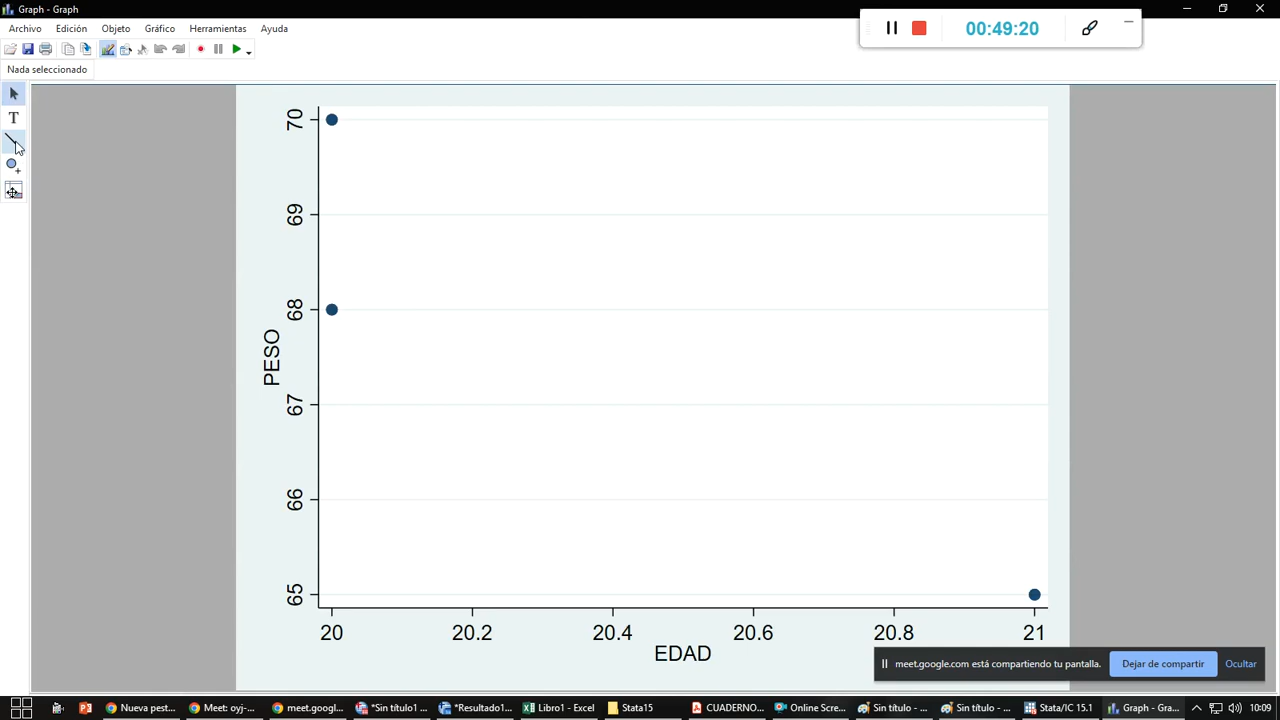 Graph - Graph
Archivo Edición Objeto Gráfico Herramientas Ayuda
00:49:20
Nada seleccionado
T
70
69
68
67
66
65
PESO
20 20.2 20.4 20.6 20.8 21
EDAD
meet.google.com está compartiendo tu pantalla. Dejar de compartir Ocultar
Nueva pest... Meet: oyj-... meet.googl... *Sin título1 ... *Resultado1... Libro1 - Excel Stata15 CUADERNO... Online Scre... Sin título - ... Sin título - ... Stata/IC 15.1 Graph - Gra... 10:09